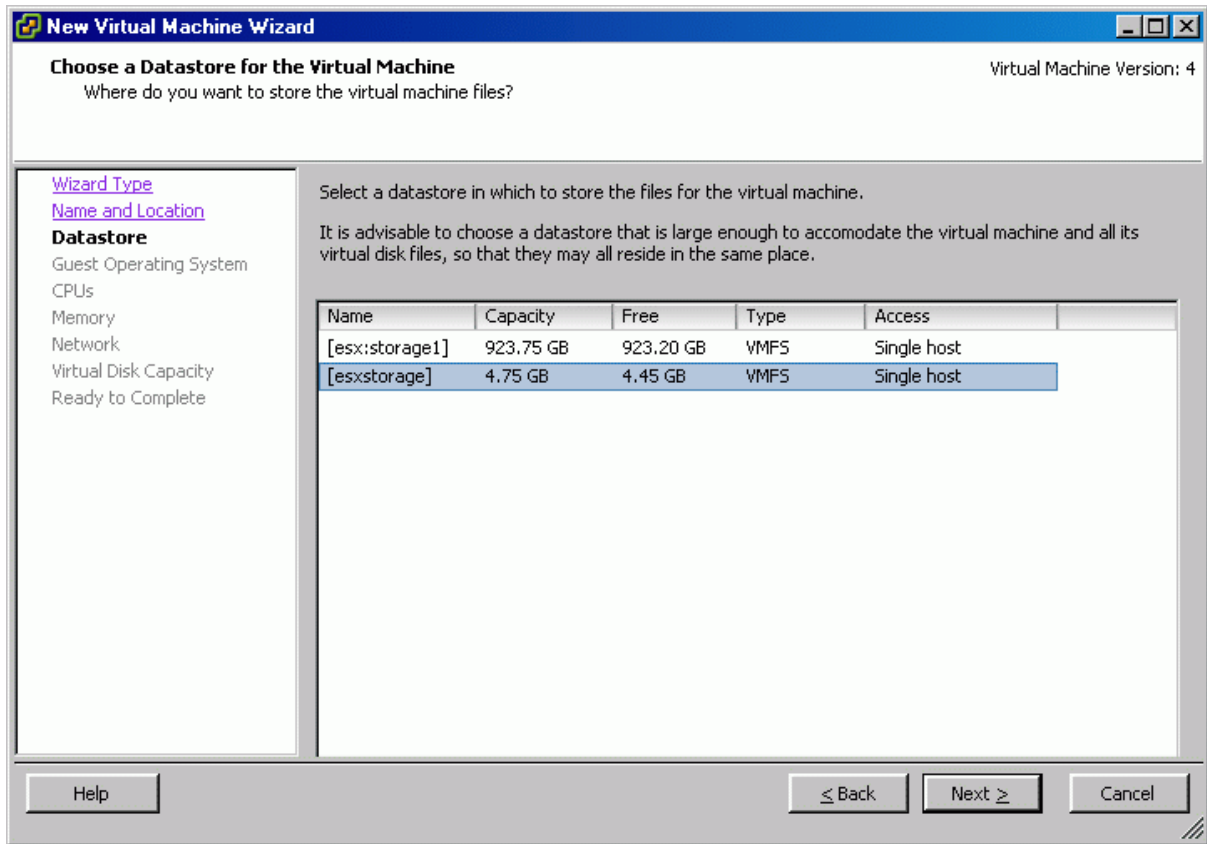 New Virtual Machine Wizard
Choose a Datastore for the Virtual Machine
Virtual Machine Version: 4
Where do you want to store the virtual machine files?
Wizard Type
Name and Location
Datastore
Guest Operating System
CPUs
Memory
Network
Virtual Disk Capacity
Ready to Complete
Select a datastore in which to store the files for the virtual machine.
It is advisable to choose a datastore that is large enough to accomodate the virtual machine and all its
virtual disk files, so that they may all reside in the same place.
Name Capacity Free Type Access
[esx:storage1] 923.75 GB 923.20 GB VMFS Single host
[esxstorage] 4.75 GB 4.45 GB VMFS Single host
Help
≤ Back
Next ≥
Cancel